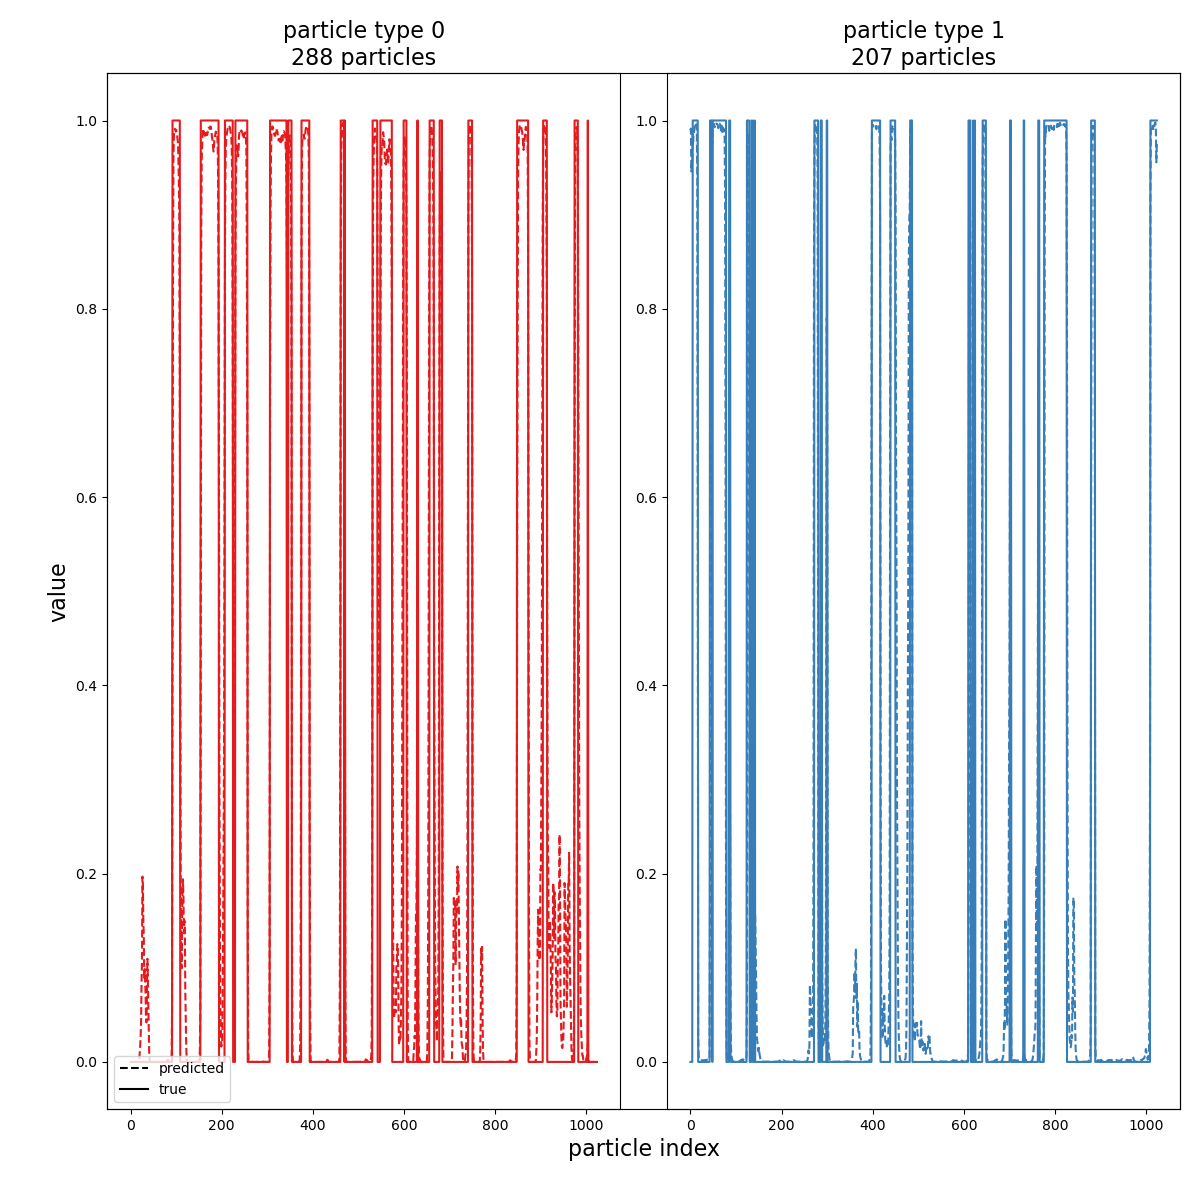 particle type 0
288 particles
particle type 1
207 particles
1.0
0.8
0.6
0.4
0.2
0.0
value
predicted
true
0 200 400 600 800 1000
1.0
0.8
0.6
0.4
0.2
0.0
0 200 400 600 800 1000
particle index